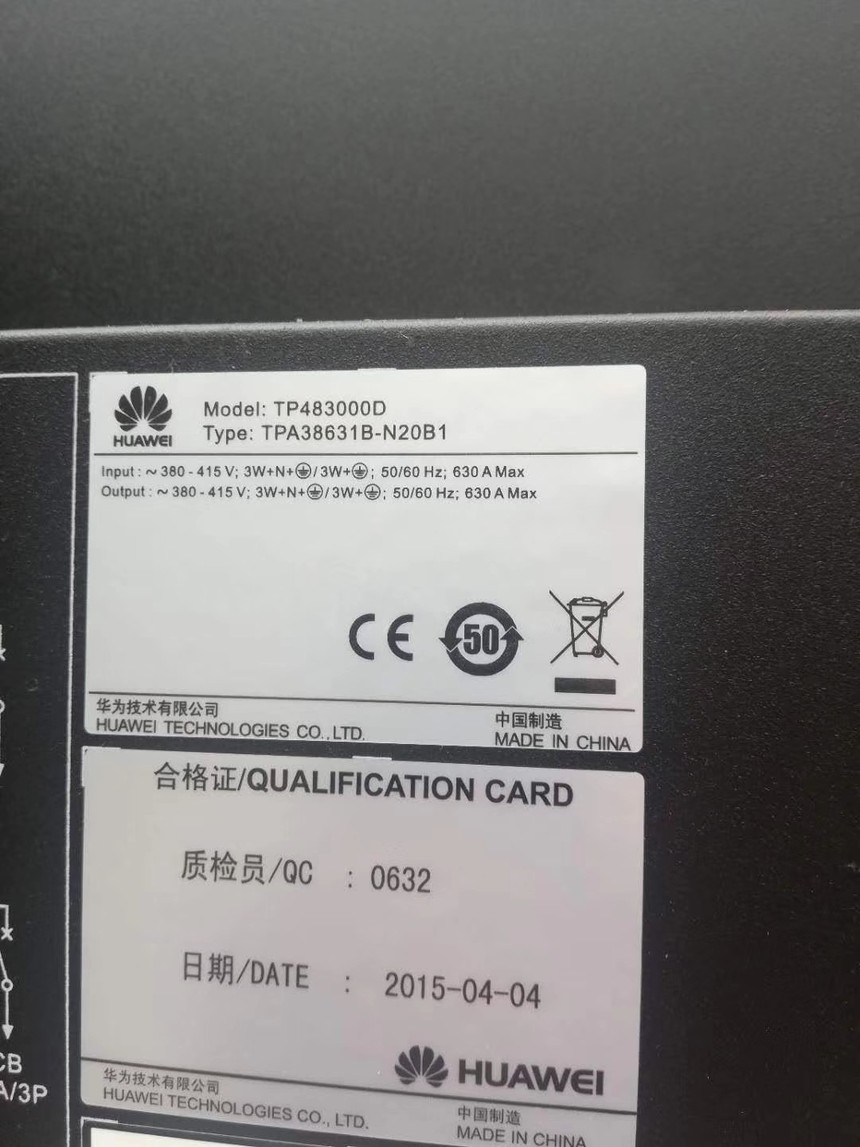 HUAWEI
Model: TP483000D
Type: TPA38631B-N20B1
Input : ~ 380 - 415 V; 3W+N+⏚/3W+⏚; 50/60 Hz; 630 A Max
Output : ~ 380 - 415 V; 3W+N+⏚/3W+⏚; 50/60 Hz; 630 A Max
CE
50
华为技术有限公司
HUAWEI TECHNOLOGIES CO.,LTD.
中国制造
MADE IN CHINA
合格证/QUALIFICATION CARD
质检员/QC : 0632
日期/DATE : 2015-04-04
HUAWEI
华为技术有限公司
HUAWEI TECHNOLOGIES CO., LTD.
中国制造
MADE IN CHINA
CB
A/3P